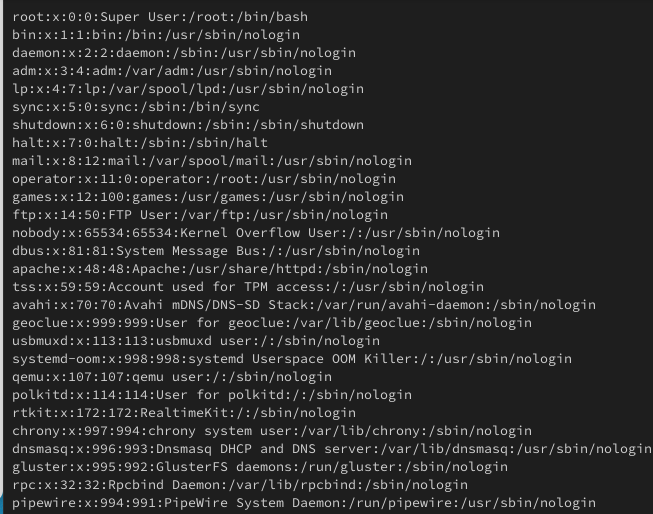 root:x:0:0:Super User:/root:/bin/bash
bin:x:1:1:bin:/bin:/usr/sbin/nologin
daemon:x:2:2:daemon:/sbin:/usr/sbin/nologin
adm:x:3:4:adm:/var/adm:/usr/sbin/nologin
lp:x:4:7:lp:/var/spool/lpd:/usr/sbin/nologin
sync:x:5:0:sync:/sbin:/bin/sync
shutdown:x:6:0:shutdown:/sbin:/sbin/shutdown
halt:x:7:0:halt:/sbin:/sbin/halt
mail:x:8:12:mail:/var/spool/mail:/usr/sbin/nologin
operator:x:11:0:operator:/root:/usr/sbin/nologin
games:x:12:100:games:/usr/games:/usr/sbin/nologin
ftp:x:14:50:FTP User:/var/ftp:/usr/sbin/nologin
nobody:x:65534:65534:Kernel Overflow User:/:/usr/sbin/nologin
dbus:x:81:81:System Message Bus:/:/usr/sbin/nologin
apache:x:48:48:Apache:/usr/share/httpd:/sbin/nologin
tss:x:59:59:Account used for TPM access:/:/usr/sbin/nologin
avahi:x:70:70:Avahi mDNS/DNS-SD Stack:/var/run/avahi-daemon:/sbin/nologin
geoclue:x:999:999:User for geoclue:/var/lib/geoclue:/sbin/nologin
usbmuxd:x:113:113:usbmuxd user:/:/sbin/nologin
systemd-oom:x:998:998:systemd Userspace OOM Killer:/:/usr/sbin/nologin
qemu:x:107:107:qemu user:/:/sbin/nologin
polkitd:x:114:114:User for polkitd:/:/sbin/nologin
rtkit:x:172:172:RealtimeKit:/:/sbin/nologin
chrony:x:997:994:chrony system user:/var/lib/chrony:/sbin/nologin
dnsmasq:x:996:993:Dnsmasq DHCP and DNS server:/var/lib/dnsmasq:/usr/sbin/nologin
gluster:x:995:992:GlusterFS daemons:/run/gluster:/sbin/nologin
rpc:x:32:32:Rpcbind Daemon:/var/lib/rpcbind:/sbin/nologin
pipewire:x:994:991:PipeWire System Daemon:/run/pipewire:/usr/sbin/nologin